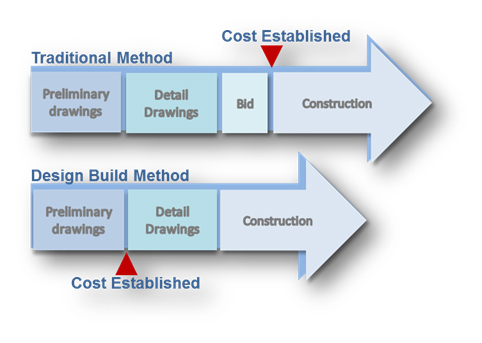 Cost Established
Traditional Method
Preliminary
drawings
Detail
Drawings
Bid
Construction
Design Build Method
Preliminary
drawings
Detail
Drawings
Construction
Cost Established